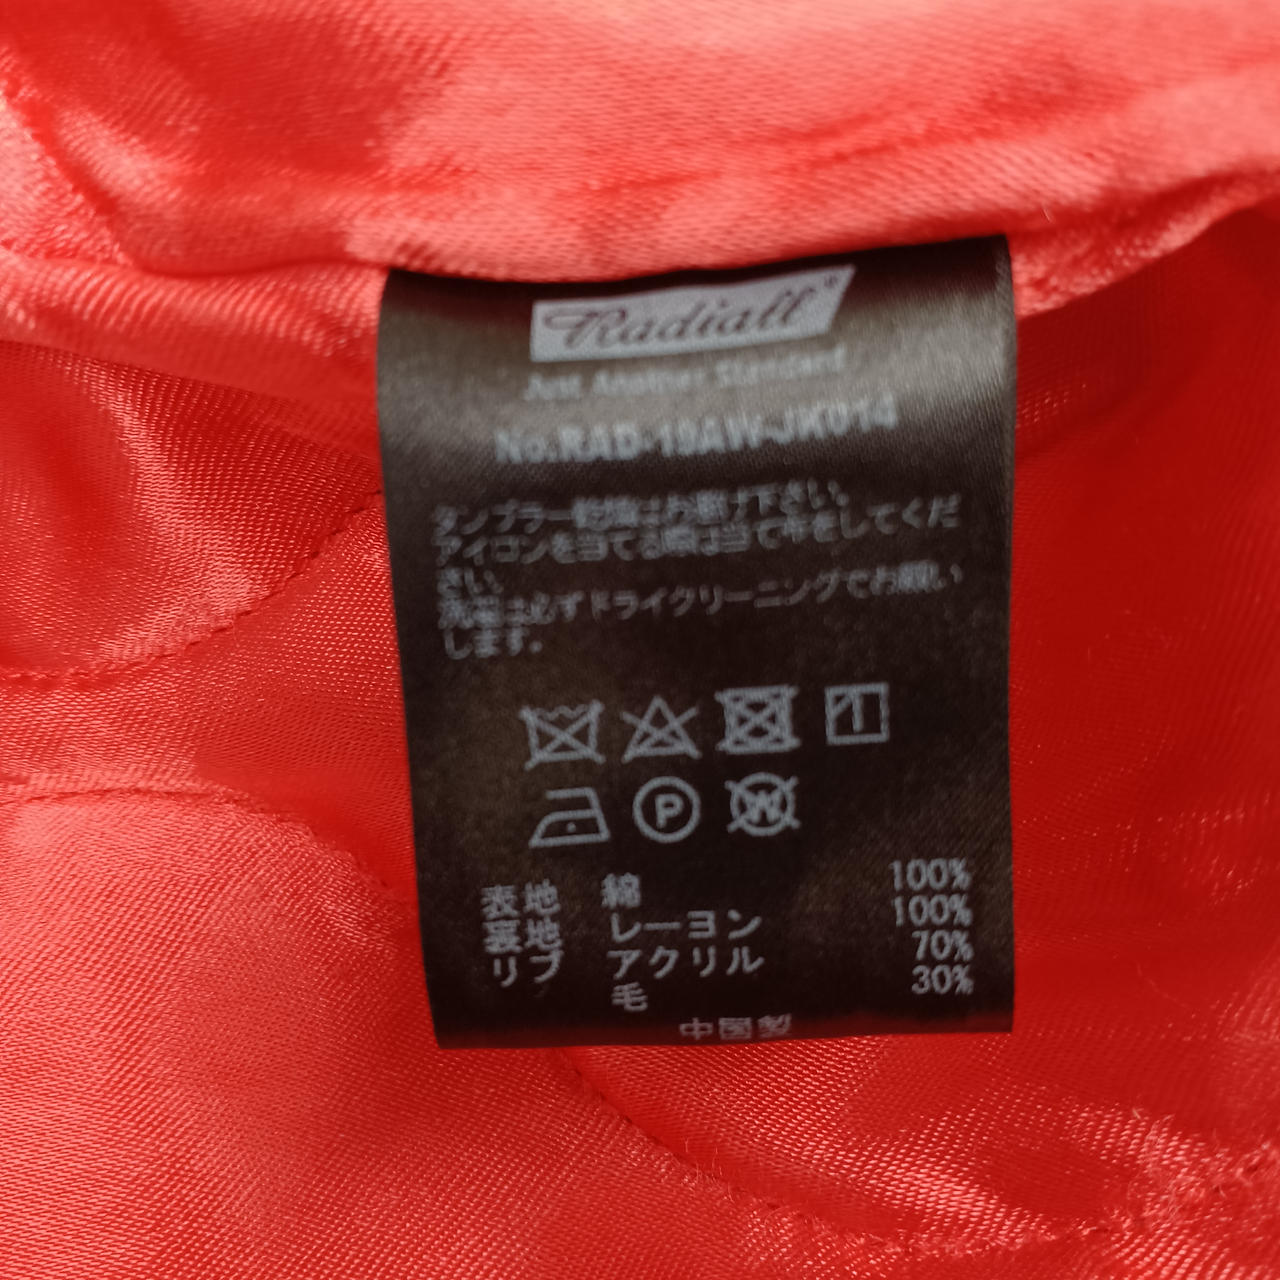 Radiall®
Just Another Standard
No.RAD-19AW-JK014
タンブラー乾燥はお避け下さい。
アイロンを当てる際は当て布をしてくだ
さい。
洗濯は必ずドライクリーニングでお願い
します。
P W
表地 綿 100%
裏地 レーヨン 100%
リブ アクリル 70%
毛 30%
中国製